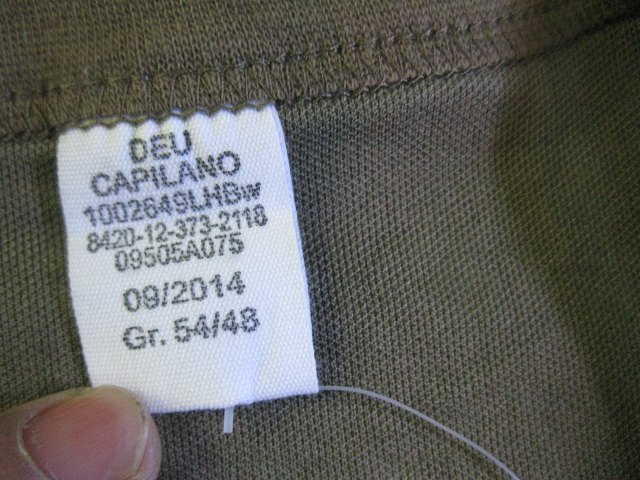 DEU
CAPILANO
1002649LHBw
8420-12-373-2118
09505A075
09/2014
Gr. 54/48